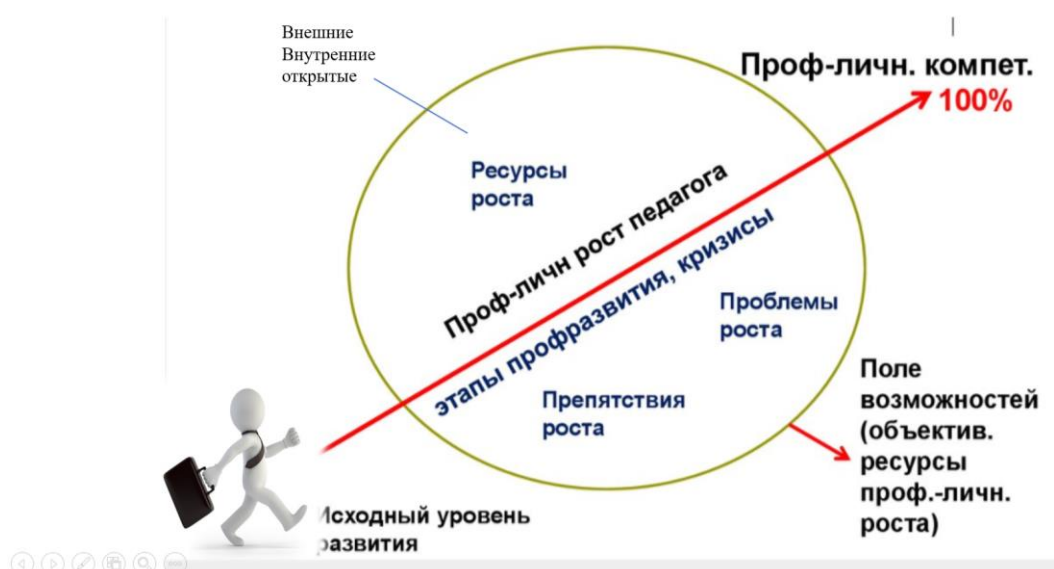 Внешние
Внутренние
открытые
Проф-личн. компет.
100%
Ресурсы
роста
Проф-личн рост педагога
этапы профразвития, кризисы
Проблемы
роста
Препятствия
роста
Поле
возможностей
(объектив.
ресурсы
проф.-личн.
роста)
Исходный уровень
развития